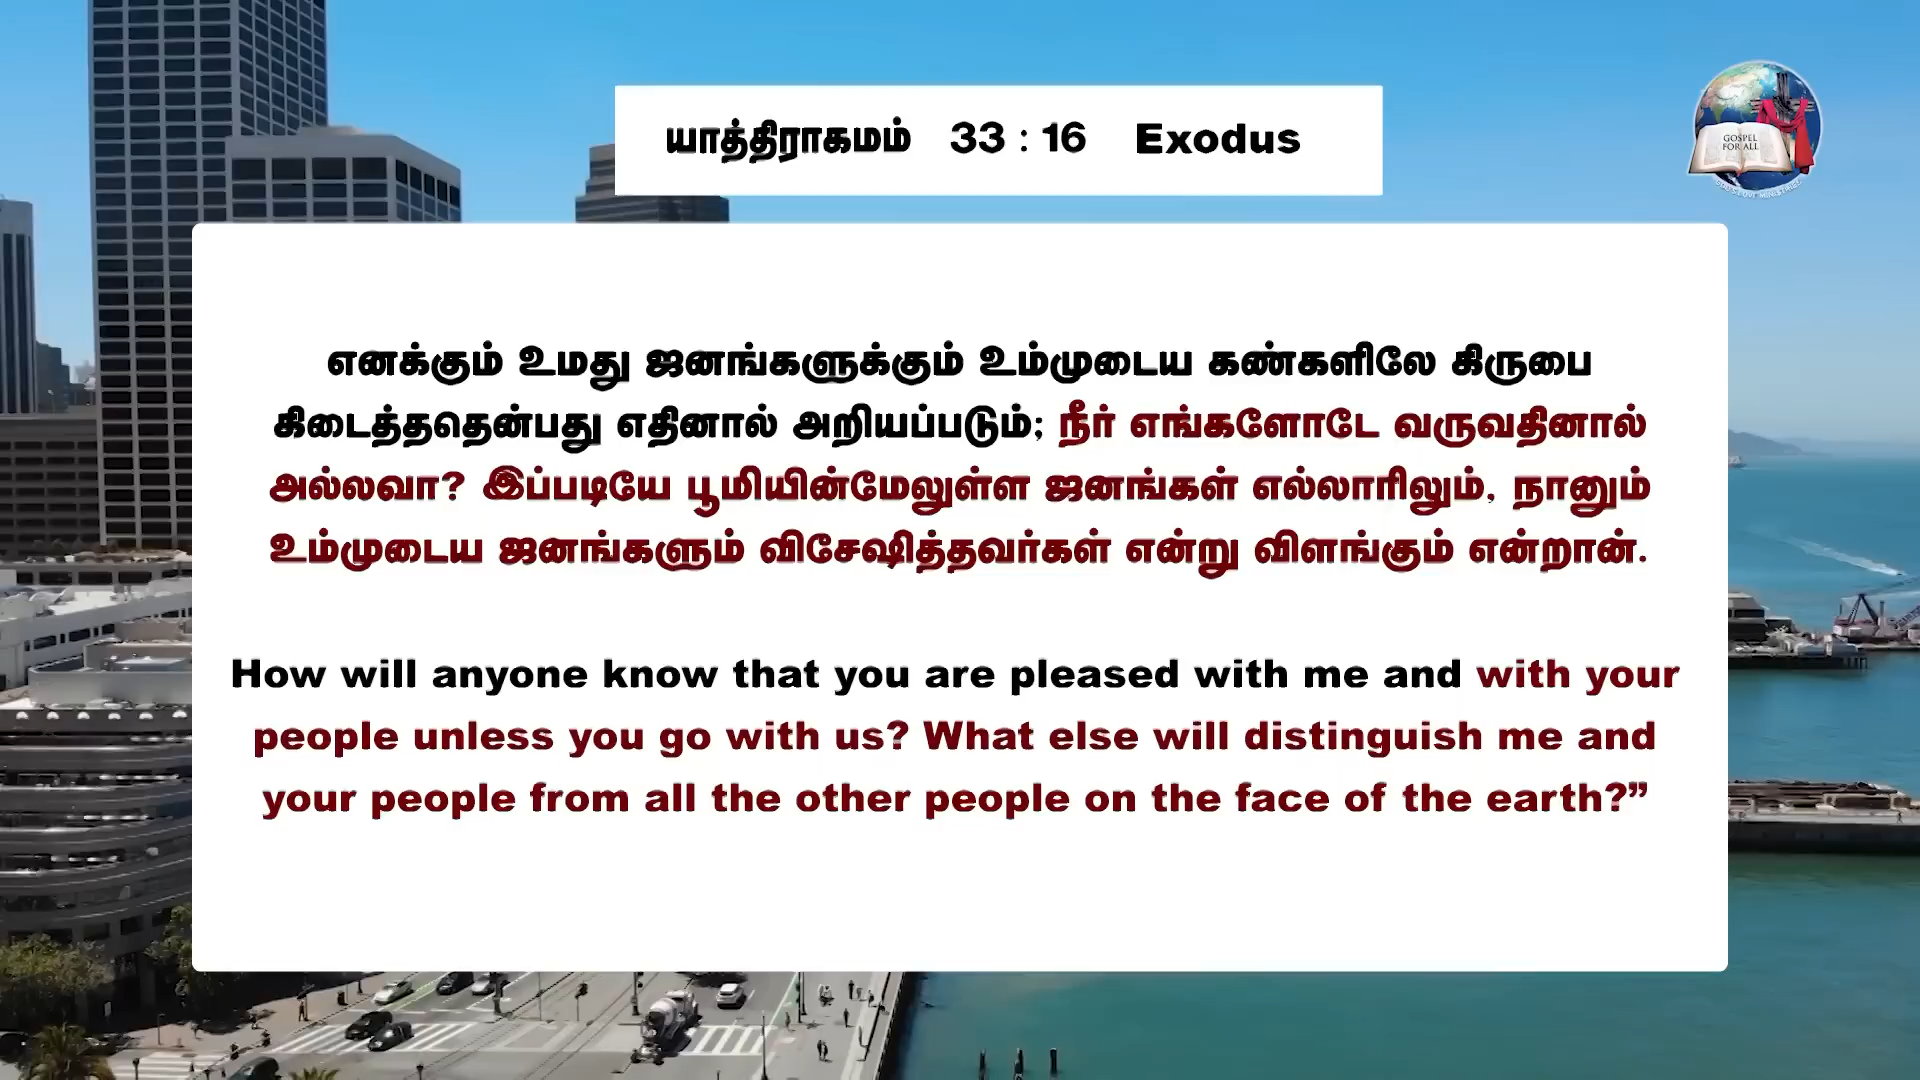 யாத்திராகமம் 33 : 16 Exodus
GOSPEL
FOR ALL
எனக்கும் உமது ஜனங்களுக்கும் உம்முடைய கண்களிலே கிருபை
கிடைத்ததென்பது எதினால் அறியப்படும்; நீர் எங்களோடே வருவதினால்
அல்லவா? இப்படியே பூமியின்மேலுள்ள ஜனங்கள் எல்லாரிலும், நானும்
உம்முடைய ஜனங்களும் விசேஷித்தவர்கள் என்று விளங்கும் என்றான்.
How will anyone know that you are pleased with me and with your
people unless you go with us? What else will distinguish me and
your people from all the other people on the face of the earth?”